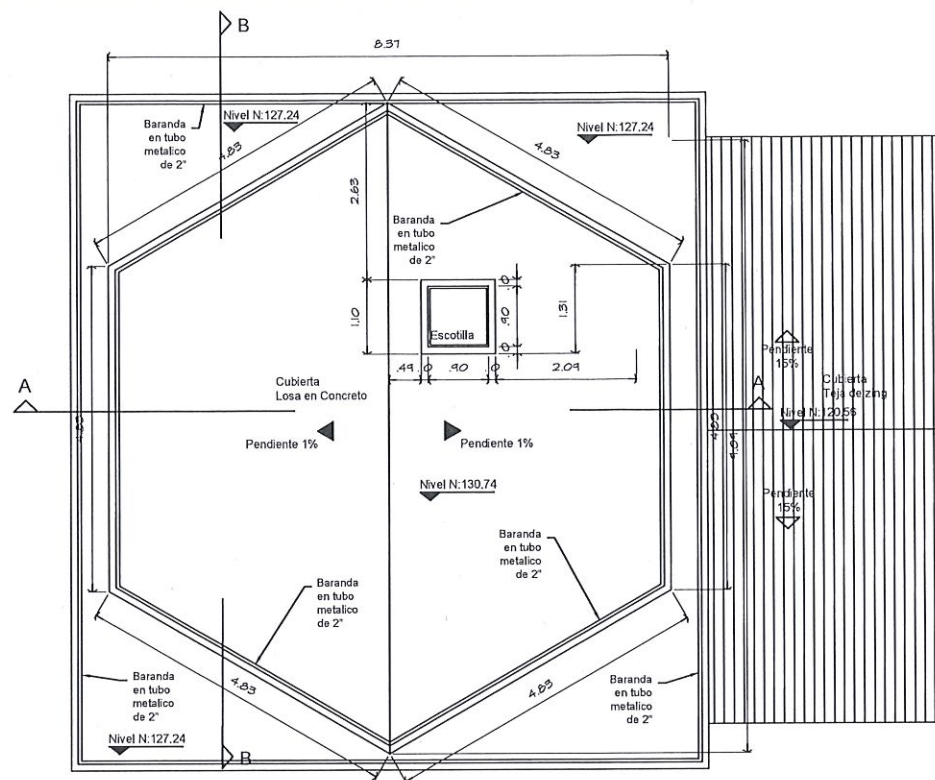 B
8.37
Baranda
en tubo
metalico
de 2"
Nivel N:127.24
Nivel N:127.24
4.83
4.83
2.63
Baranda
en tubo
metalico
de 2"
1.10
.90
1.31
Escotilla
.49
.90
2.09
A
Cubierta
Losa en Concreto
Pendiente 1%
Pendiente 1%
4.83
A
Pendiente
15%
Cubierta
Teja de zing
Nivel N:120,56
4.83
Nivel N:130,74
Pendiente
15%
Baranda
en tubo
metalico
de 2"
Baranda
en tubo
metalico
de 2"
Baranda
en tubo
metalico
de 2"
Baranda
en tubo
metalico
de 2"
4.83
4.83
Nivel N:127.24
B